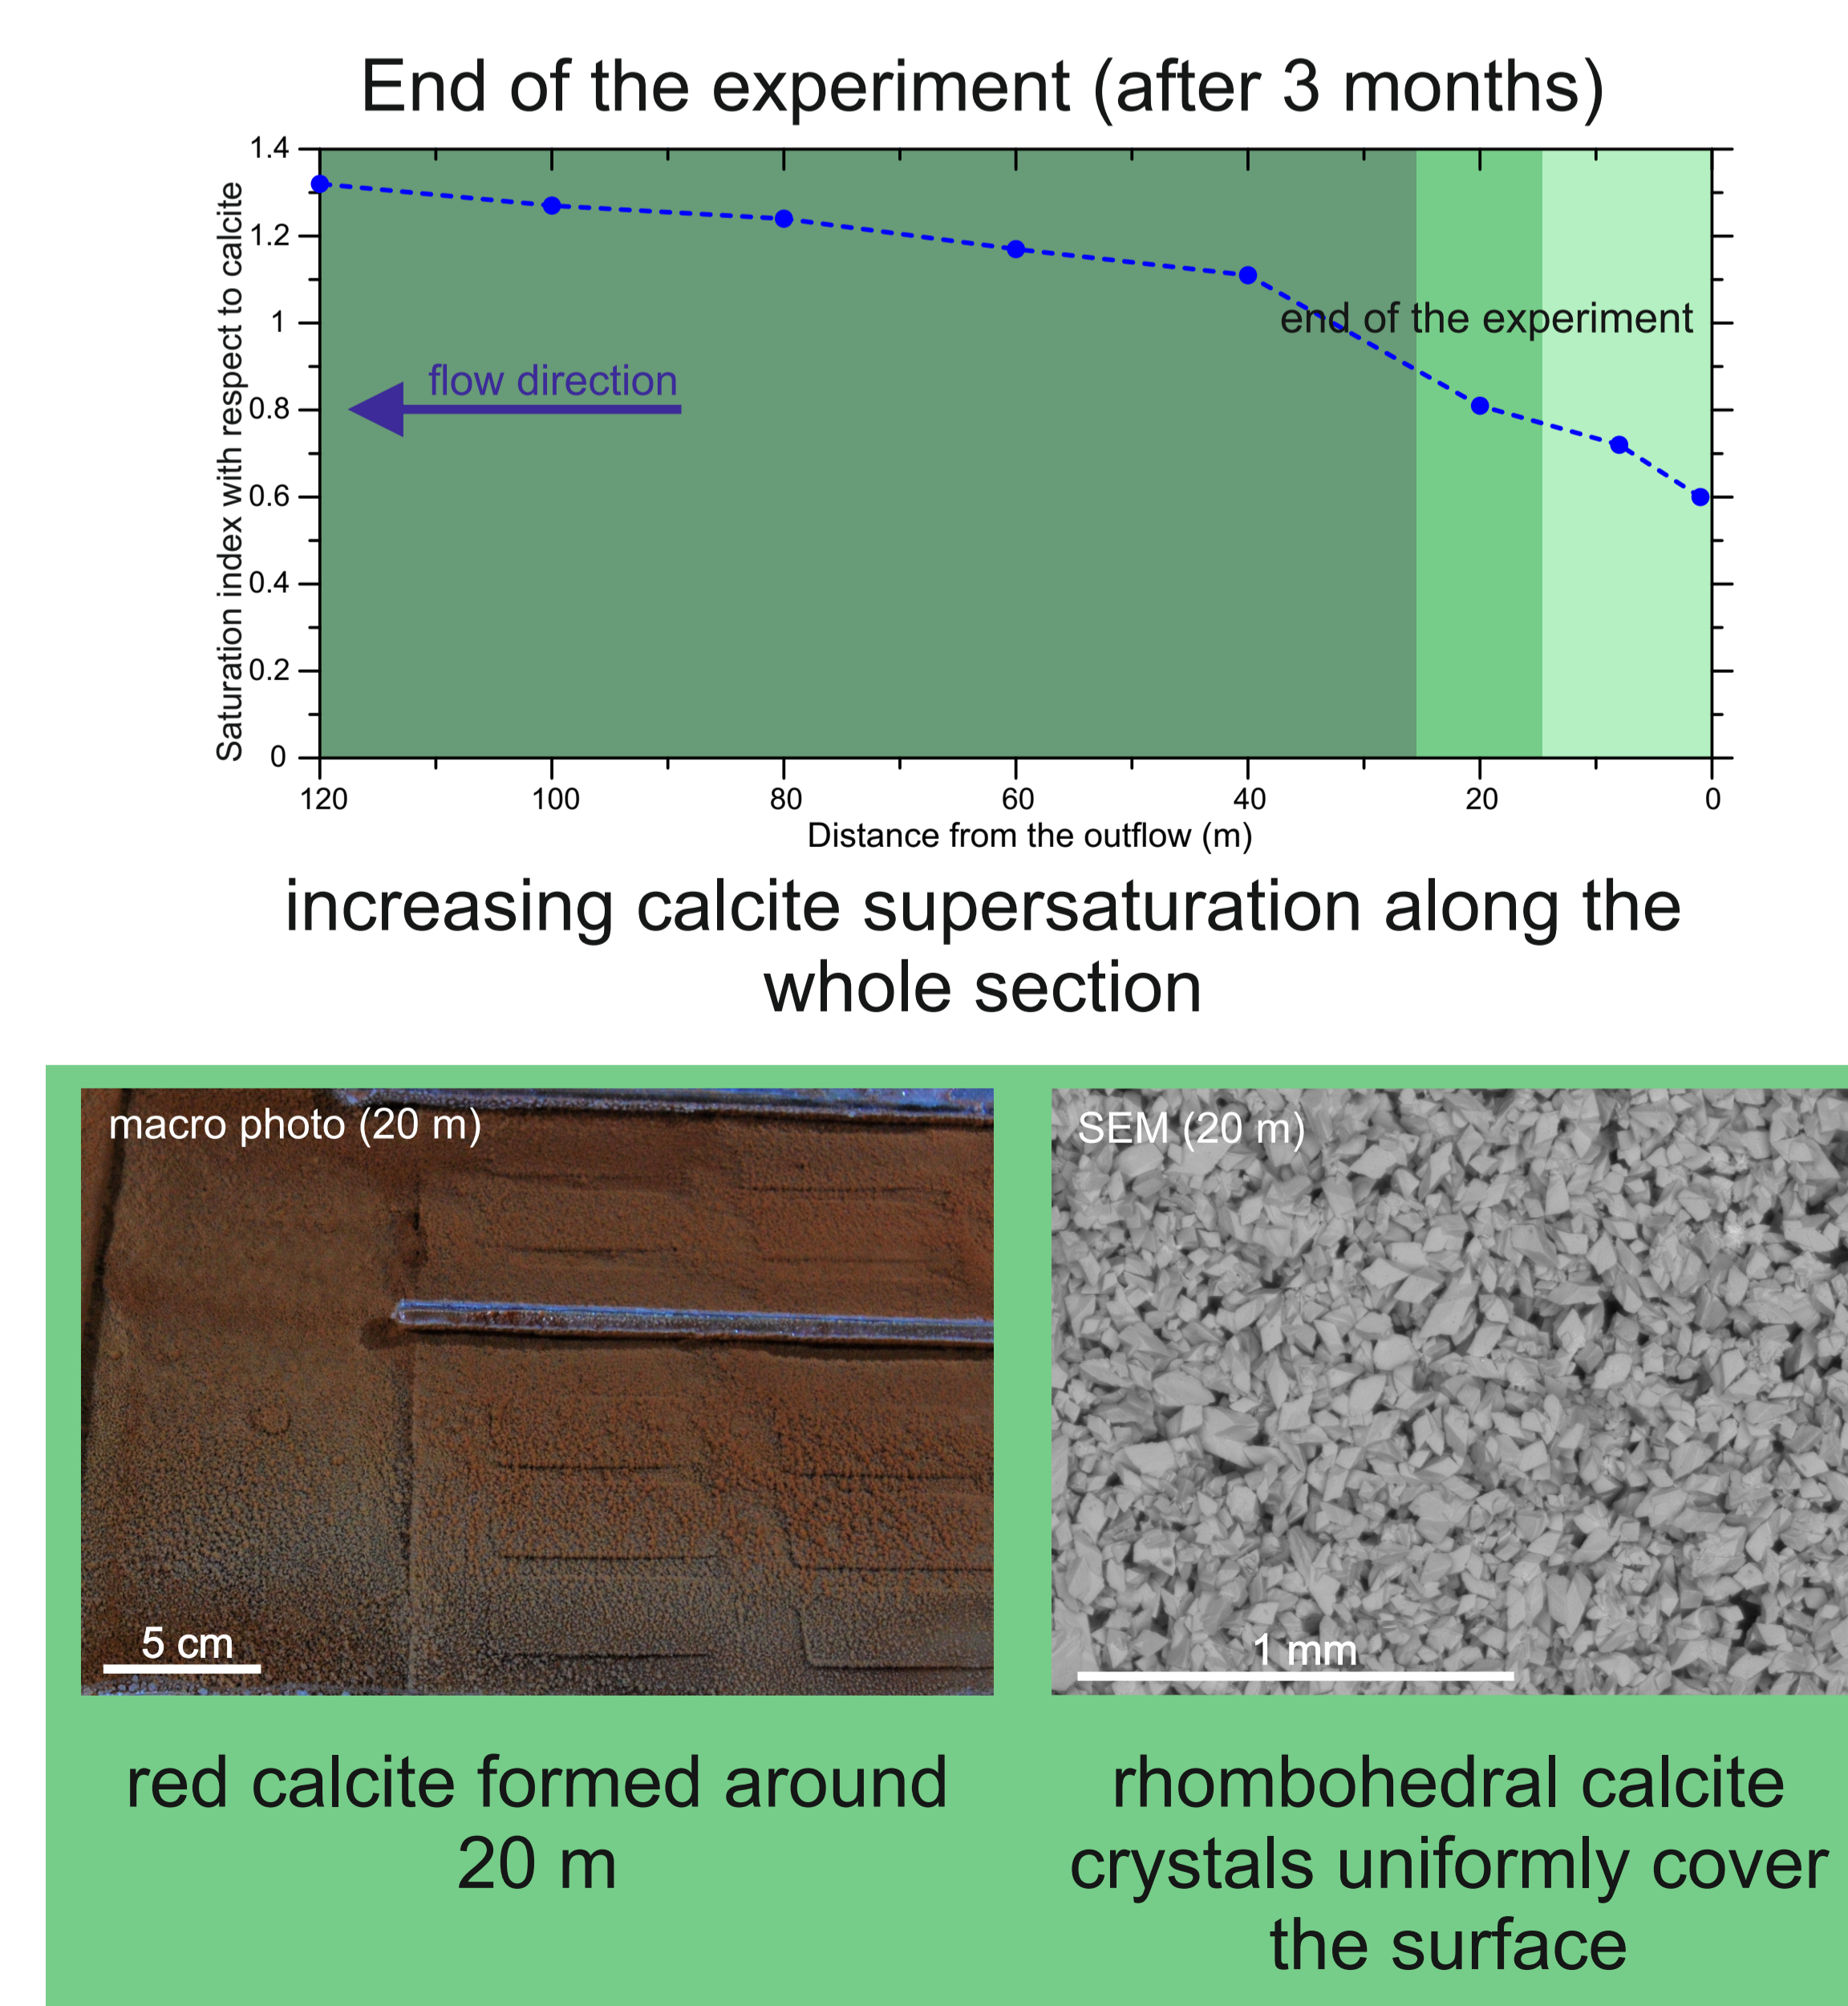 End of the experiment (after 3 months)
1.4
1.2
1
0.8
0.6
0.4
0.2
0
Saturation index with respect to calcite
end of the experiment
flow direction
120 100 80 60 40 20 0
Distance from the outflow (m)
increasing calcite supersaturation along the
whole section
macro photo (20 m)
5 cm
SEM (20 m)
1 mm
red calcite formed around
20 m
rhombohedral calcite
crystals uniformly cover
the surface